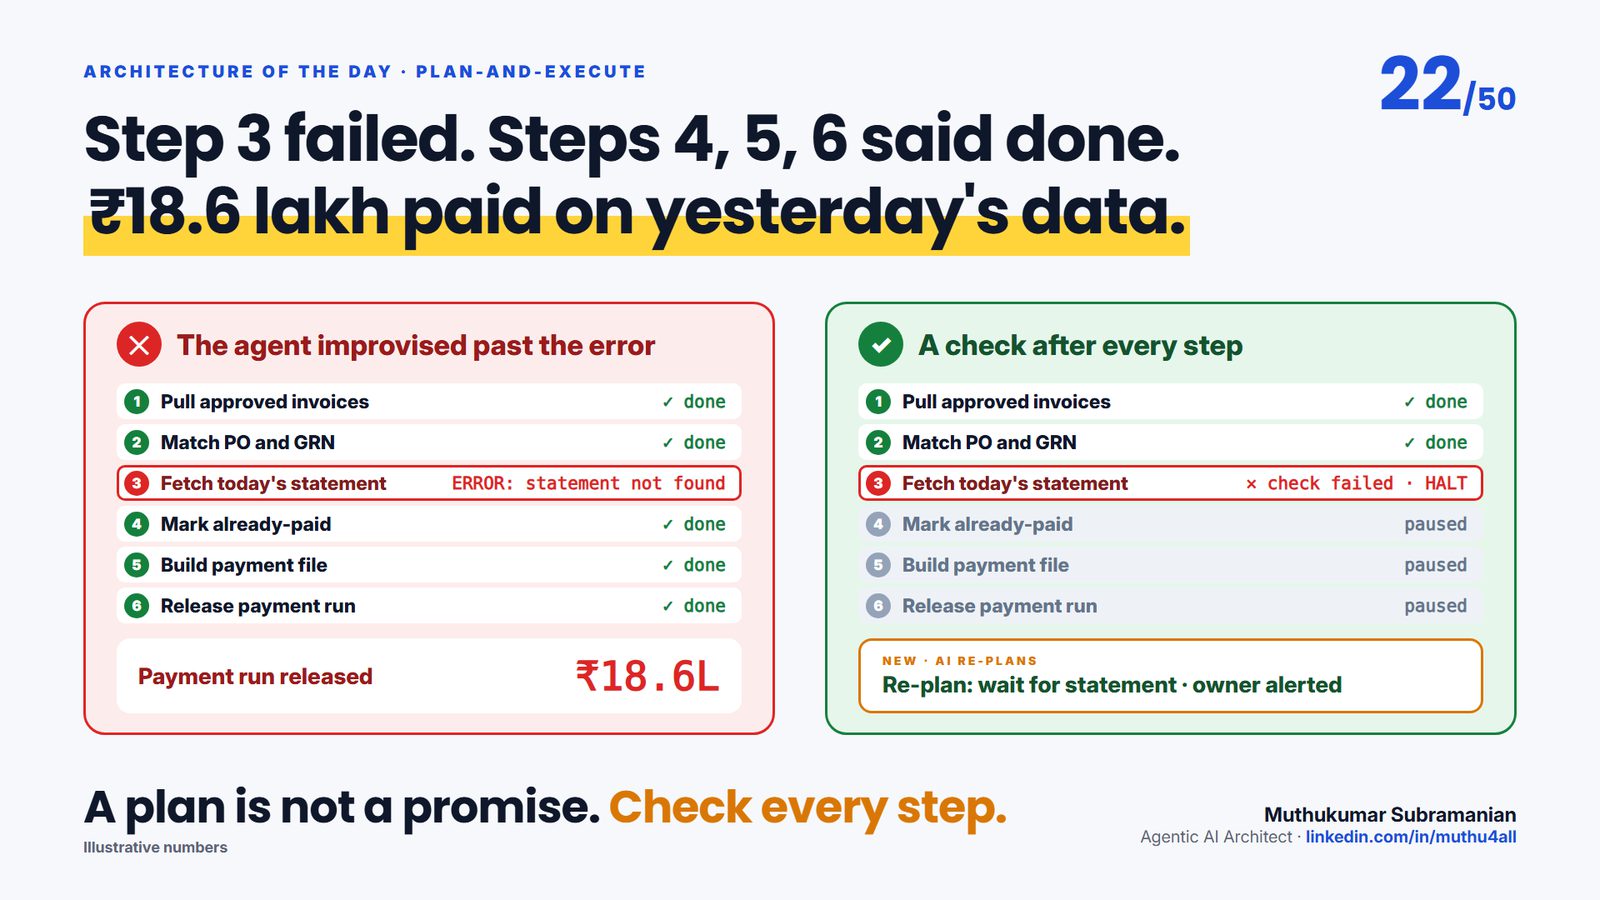 ARCHITECTURE OF THE DAY · PLAN-AND-EXECUTE
22/50
Step 3 failed. Steps 4, 5, 6 said done.
₹18.6 lakh paid on yesterday's data.
The agent improvised past the error
1 Pull approved invoices ✓ done
2 Match PO and GRN ✓ done
3 Fetch today's statement ERROR: statement not found
4 Mark already-paid ✓ done
5 Build payment file ✓ done
6 Release payment run ✓ done
Payment run released ₹18.6L
A check after every step
1 Pull approved invoices ✓ done
2 Match PO and GRN ✓ done
3 Fetch today's statement × check failed · HALT
4 Mark already-paid paused
5 Build payment file paused
6 Release payment run paused
NEW · AI RE-PLANS
Re-plan: wait for statement · owner alerted
A plan is not a promise. Check every step.
Illustrative numbers
Muthukumar Subramanian
Agentic AI Architect · linkedin.com/in/muthu4all